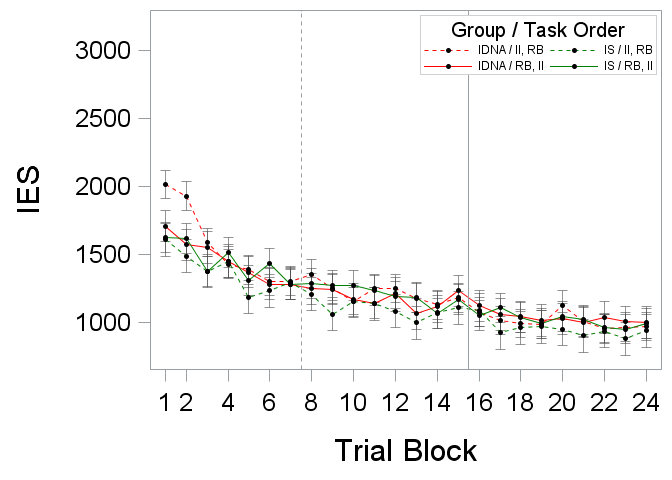 Group / Task Order
IDNA / II, RB IS / II, RB
IDNA / RB, II IS / RB, II
3000
2500
2000
1500
1000
IES
1 2 4 6 8 10 12 14 16 18 20 22 24
Trial Block